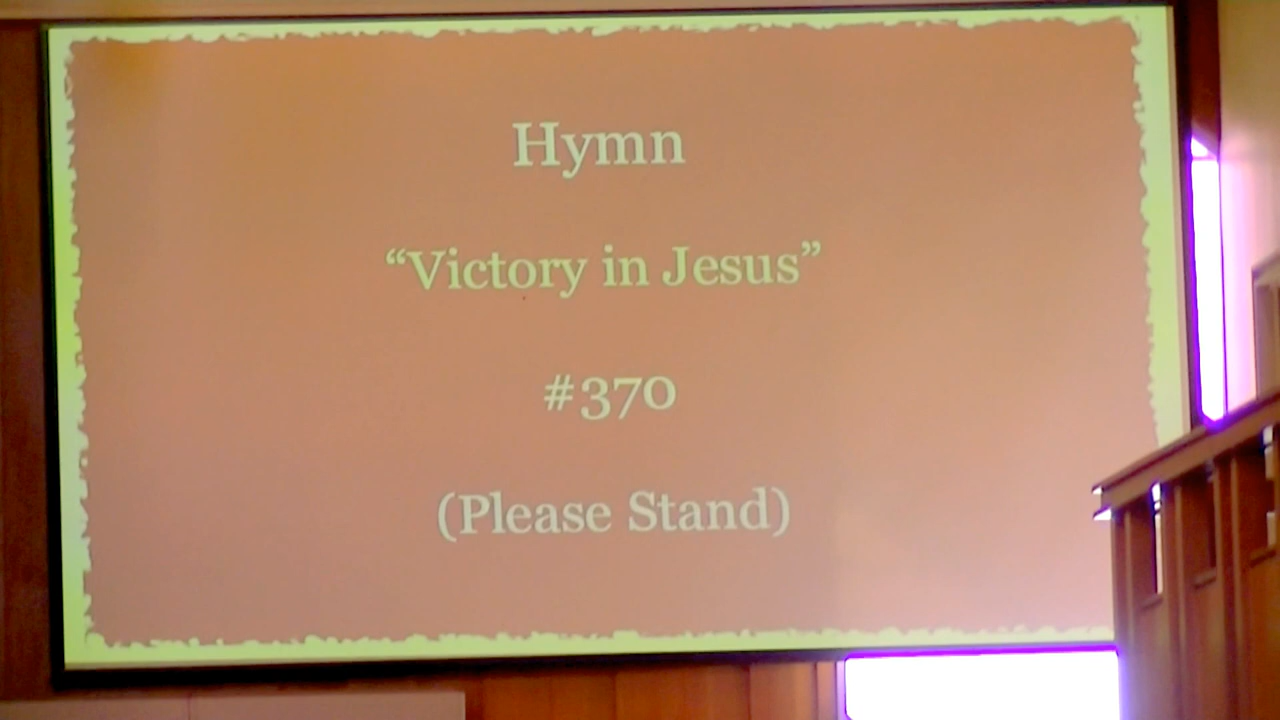 Hymn
“Victory in Jesus”
#370
(Please Stand)